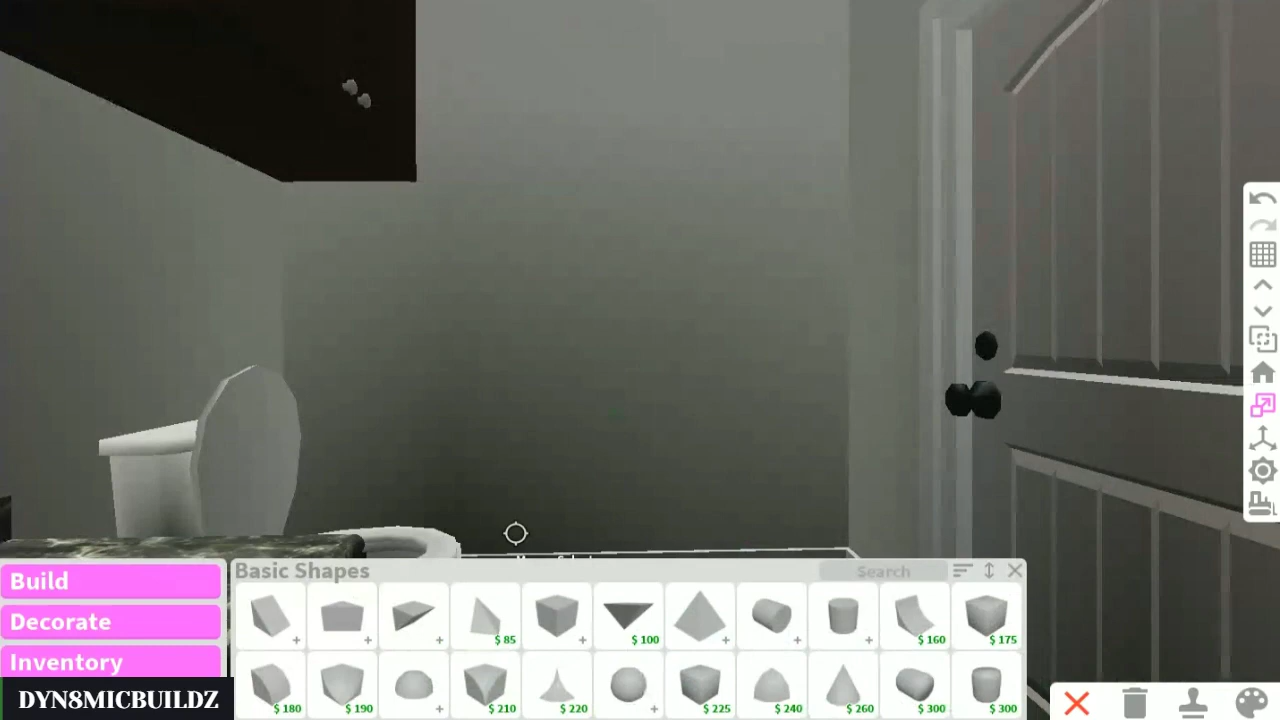 Basic Shapes
Search
$ 85
$ 100
$ 160
$ 175
$ 180
$ 190
$ 210
$ 220
$ 225
$ 240
$ 260
$ 300
$ 300
Build
Decorate
Inventory
DYN8MICBUILDZ